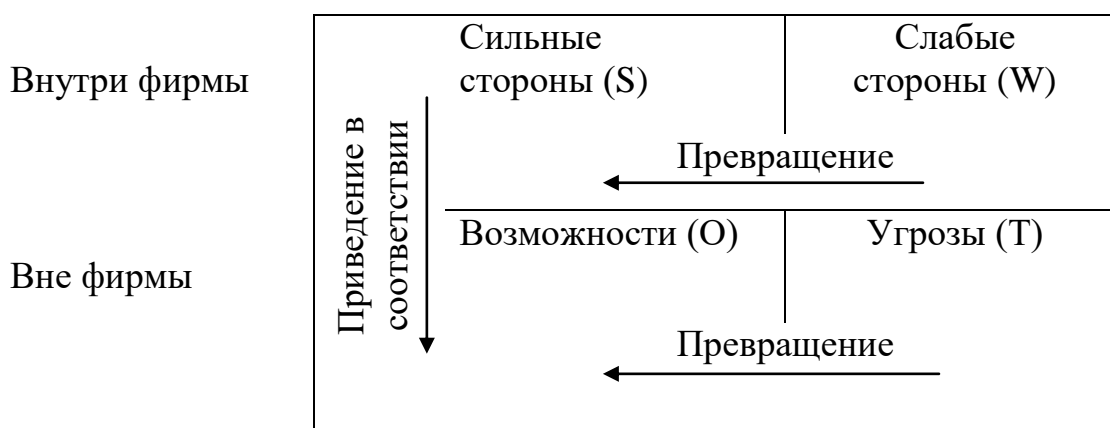 Внутри фирмы
Сильные
стороны (S)
Слабые
стороны (W)
Приведение в
соответствии
Превращение
Вне фирмы
Возможности (O)
Угрозы (T)
Превращение